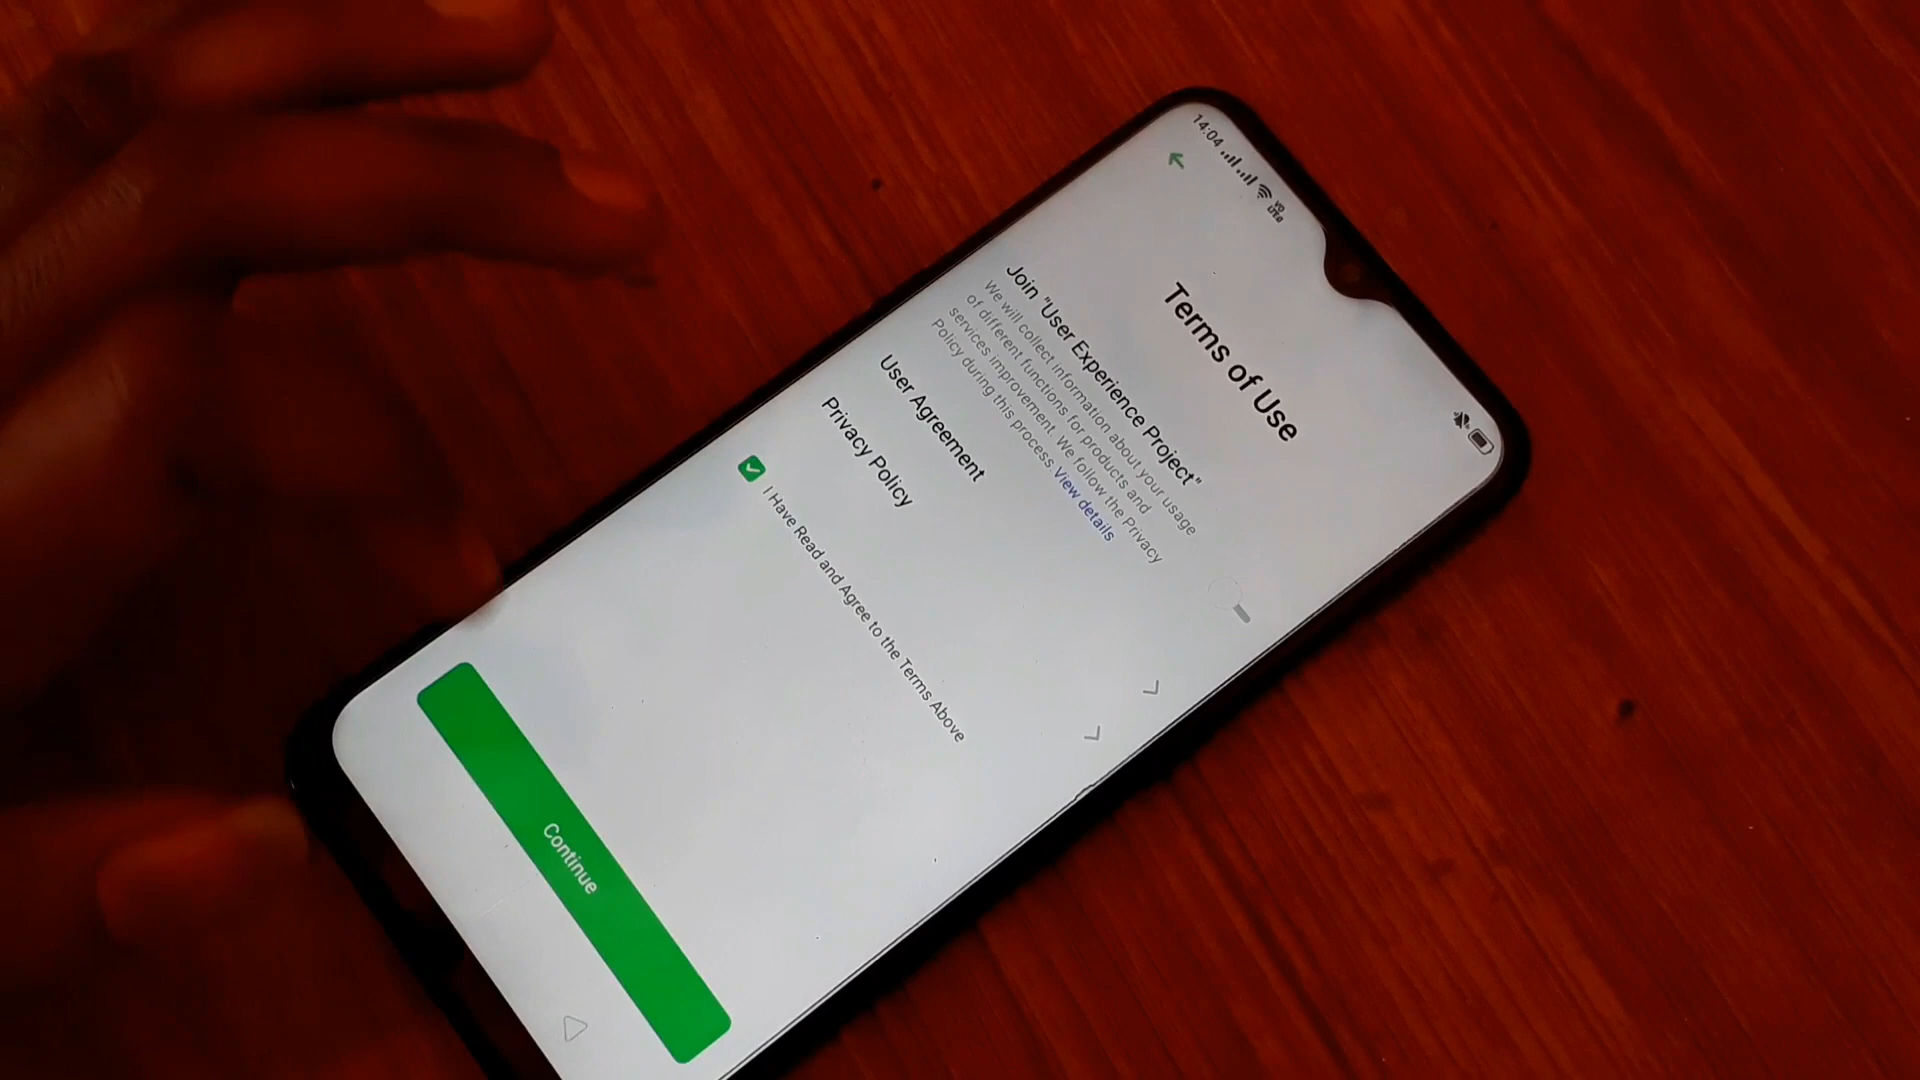 14:04
VO
LTE
Terms of Use
Join "User Experience Project"
We will collect information about your usage
of different functions for products and
services improvement. We follow the Privacy
Policy during this process. View details
User Agreement
Privacy Policy
I Have Read and Agree to the Terms Above
Continue